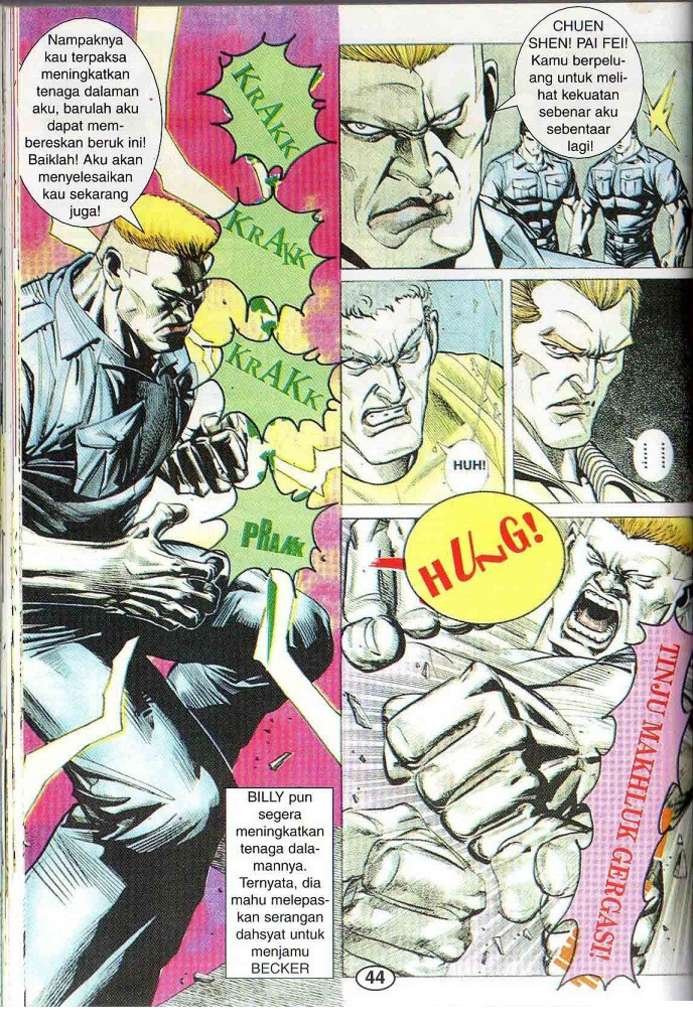 Nampaknya
kau terpaksa
meningkatkan
tenaga dalaman
aku, barulah aku
dapat mem-
bereskan beruk ini!
Baiklah! Aku akan
menyelesaikan
kau sekarang
juga!
KRAKK
KRAKK
KRAKK
PRAKK
BILLY pun
segera
meningkatkan
tenaga dala-
mannya.
Ternyata, dia
mahu melepas-
kan serangan
dahsyat untuk
menjamu
BECKER
CHUEN
SHEN! PAI FEI!
Kamu berpelu-
ang untuk meli-
hat kekuatan
sebenar aku
sebentaar
lagi!
HUH!
HUNG!
TINJU MAKHLUK GERGASI!
44